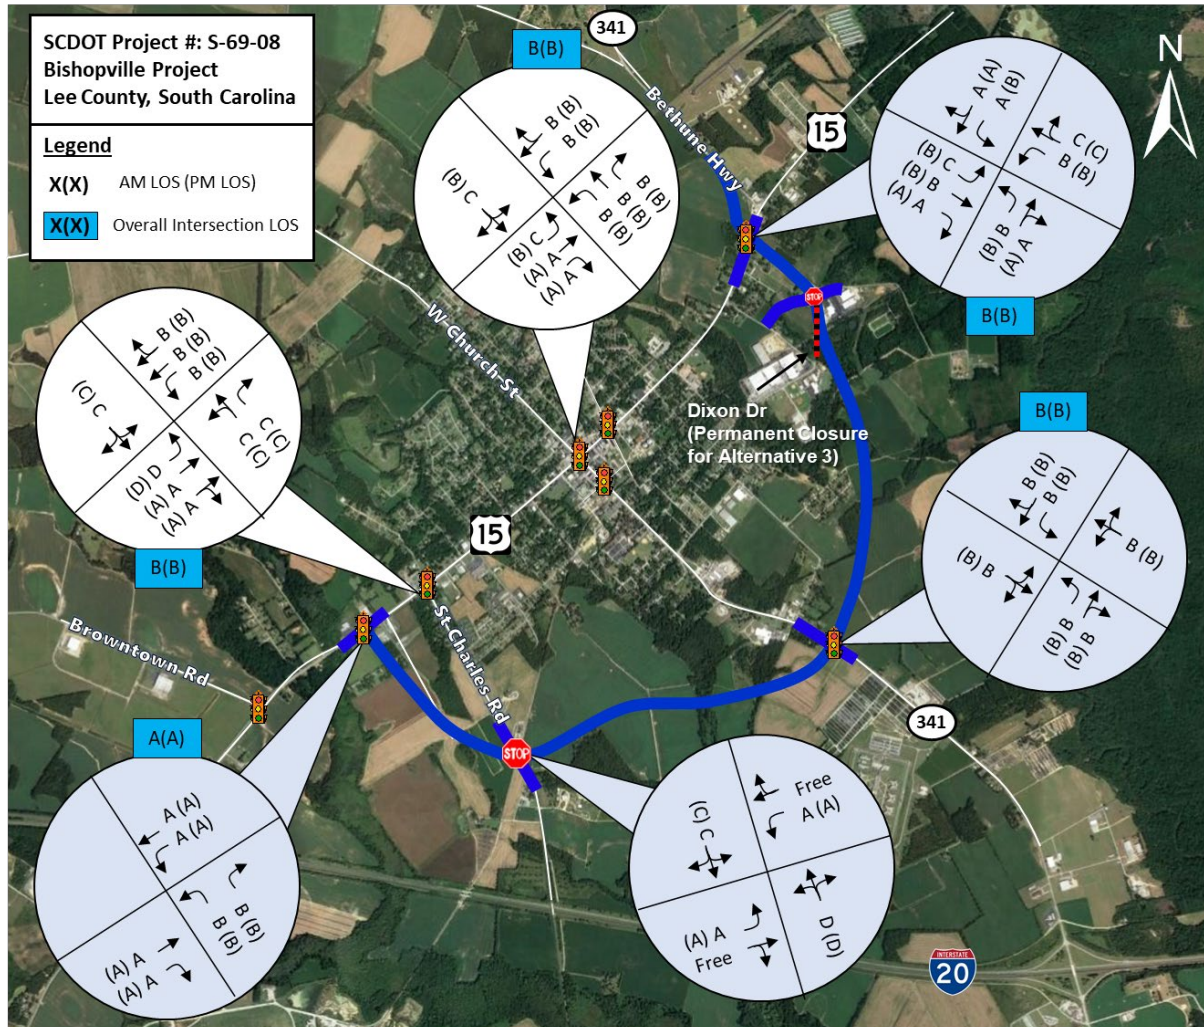 SCDOT Project #: S-69-08
Bishopville Project
Lee County, South Carolina
Legend
X(X) AM LOS (PM LOS)
X(X) Overall Intersection LOS
341
B(B)
N
Bethune Hwy
15
B (B)
B (B)
(B) C
B (B)
B (B)
B (B)
(B) C
(A) A
(A) A
A (A)
A (B)
C (C)
B (B)
(B) C
(B) B
(A) A
(B) B
(A) A
B(B)
STOP
W Church St
Dixon Dr
(Permanent Closure
for Alternative 3)
B (B)
B (B)
B (B)
(C) C
C (C)
C (C)
(D) D
(A) A
(A) A
B(B)
15
B(B)
B (B)
B (B)
B (B)
(B) B
(B) B
(B) B
St Charles Rd
Browntown Rd
STOP
341
A(A)
A (A)
A (A)
B (B)
B (B)
(A) A
(A) A
Free
A (A)
(C) C
D (D)
(A) A
Free
INTERSTATE
20